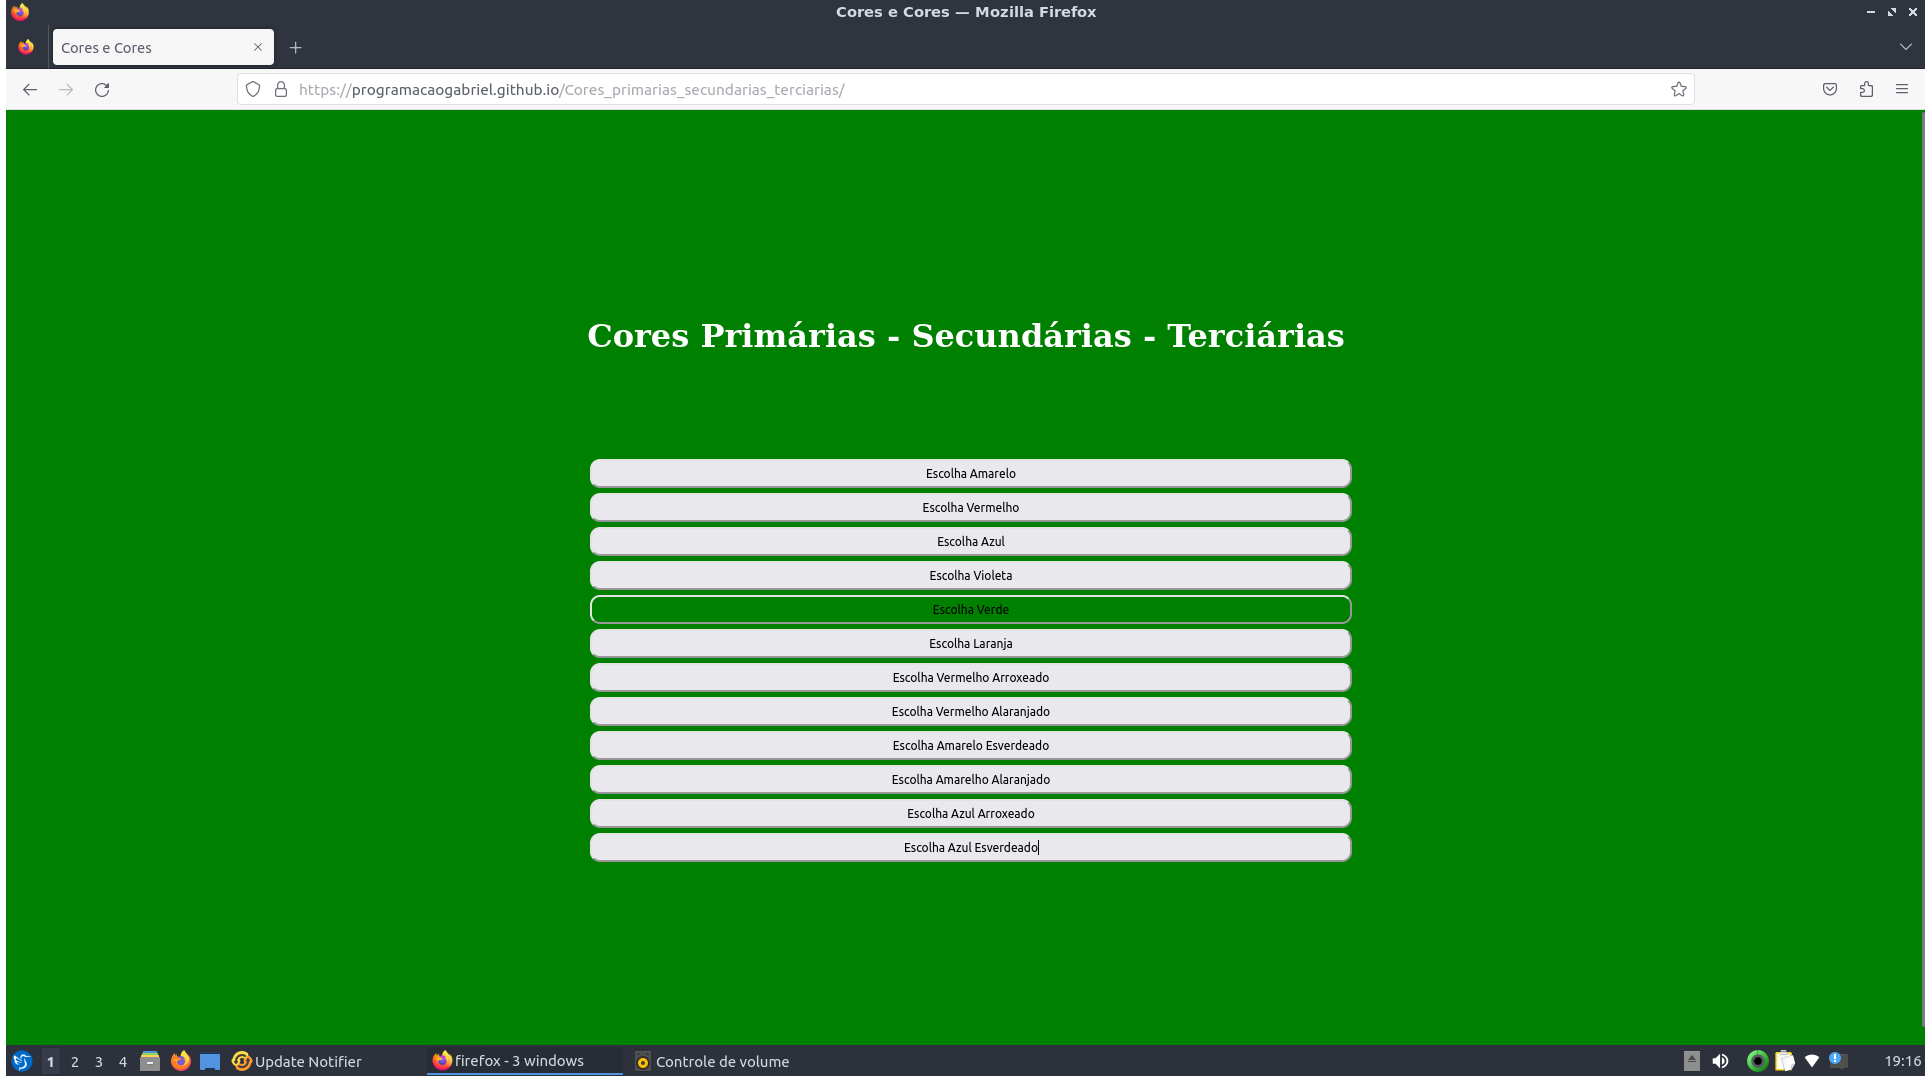 Cores e Cores — Mozilla Firefox
Cores e Cores
https://programacaogabriel.github.io/Cores_primarias_secundarias_terciarias/
Cores Primárias - Secundárias - Terciárias
Escolha Amarelo
Escolha Vermelho
Escolha Azul
Escolha Violeta
Escolha Verde
Escolha Laranja
Escolha Vermelho Arroxeado
Escolha Vermelho Alaranjado
Escolha Amarelo Esverdeado
Escolha Amarelho Alaranjado
Escolha Azul Arroxeado
Escolha Azul Esverdeado
1 2 3 4 Update Notifier firefox - 3 windows Controle de volume 19:16